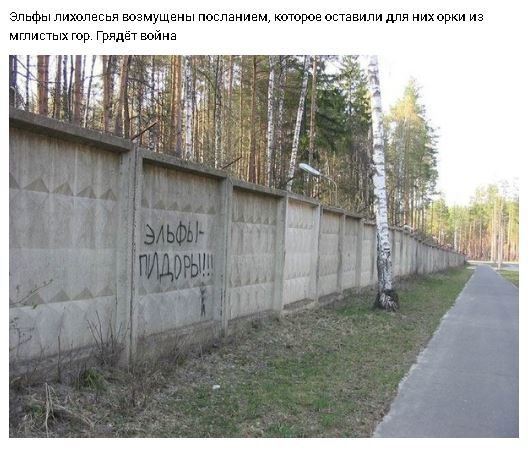 Эльфы лихолесья возмущены посланием, которое оставили для них орки из
мглистых гор. Грядёт война
ЭЛЬФЫ-
ПИДОРЫ!!!